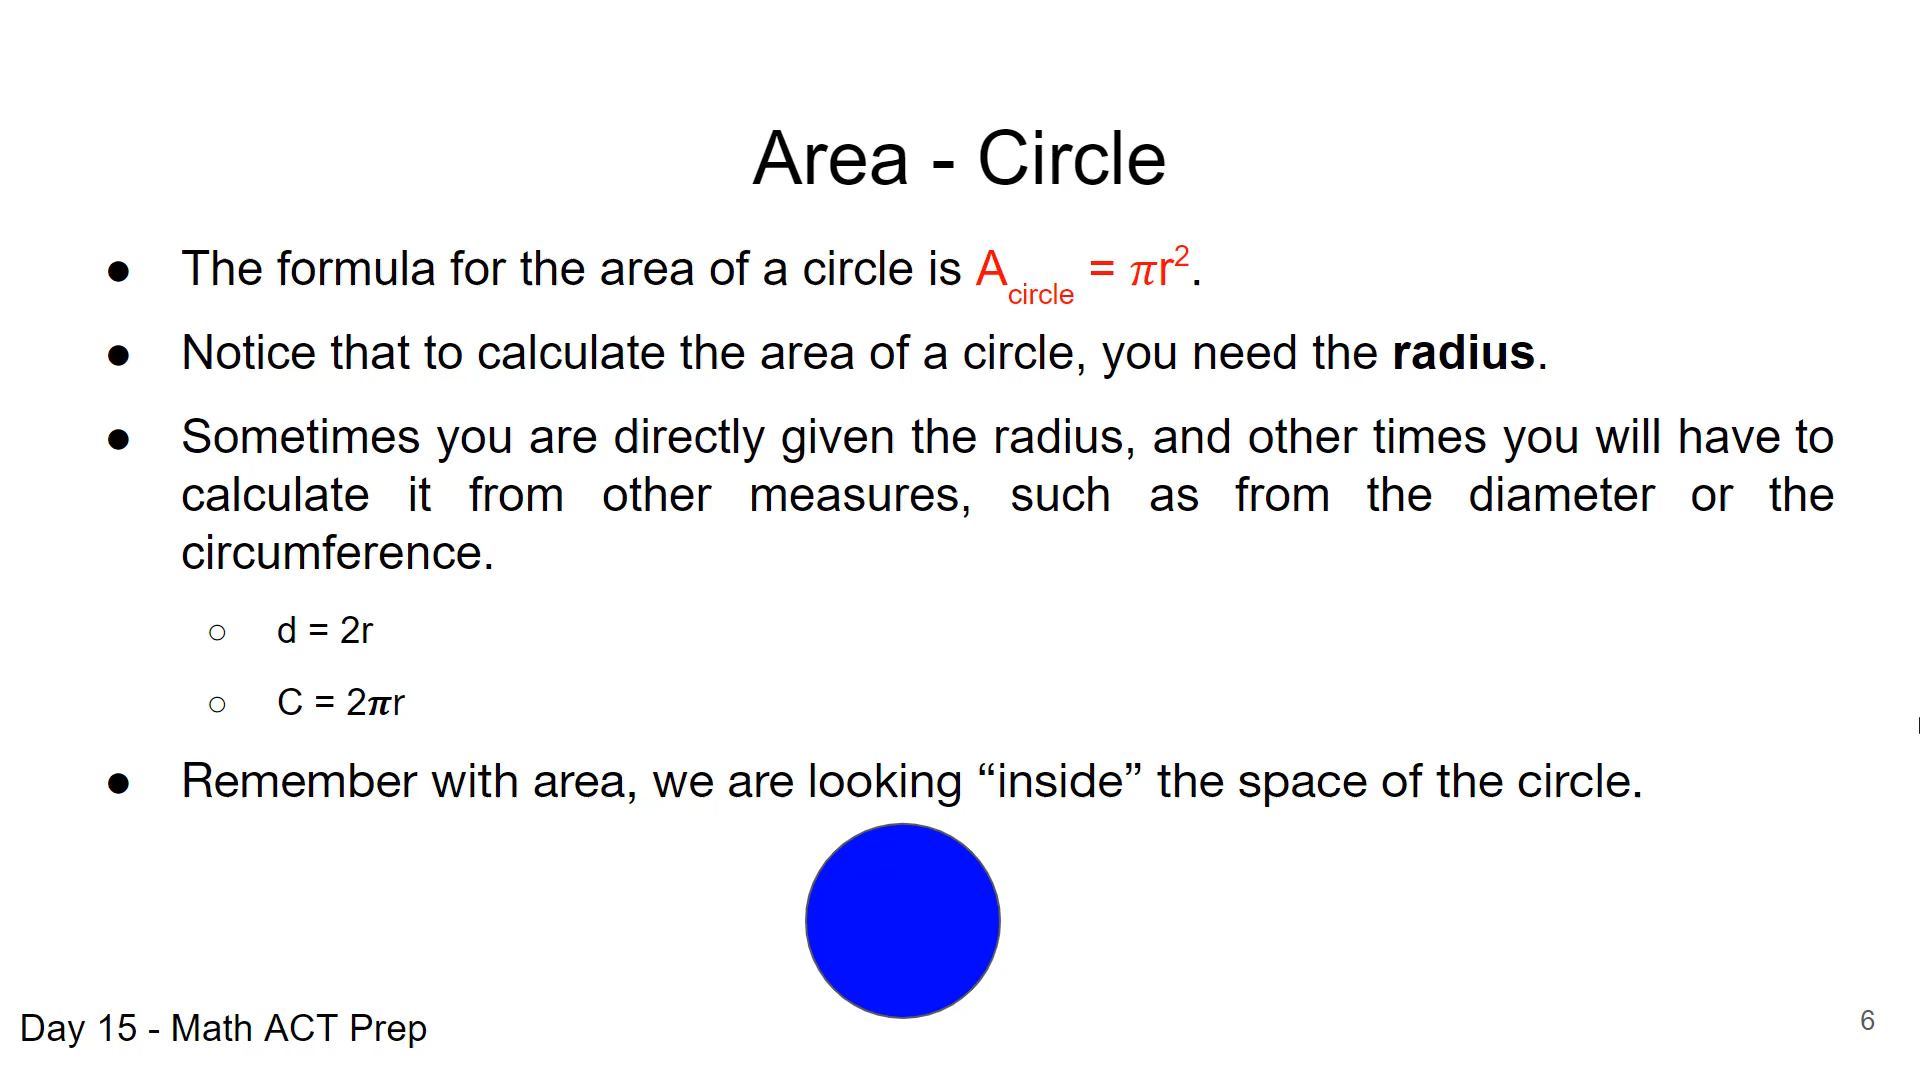 Area - Circle
● The formula for the area of a circle is A_circle = πr².
● Notice that to calculate the area of a circle, you need the radius.
● Sometimes you are directly given the radius, and other times you will have to
calculate it from other measures, such as from the diameter or the
circumference.
○ d = 2r
○ C = 2πr
● Remember with area, we are looking “inside” the space of the circle.
Day 15 - Math ACT Prep
6